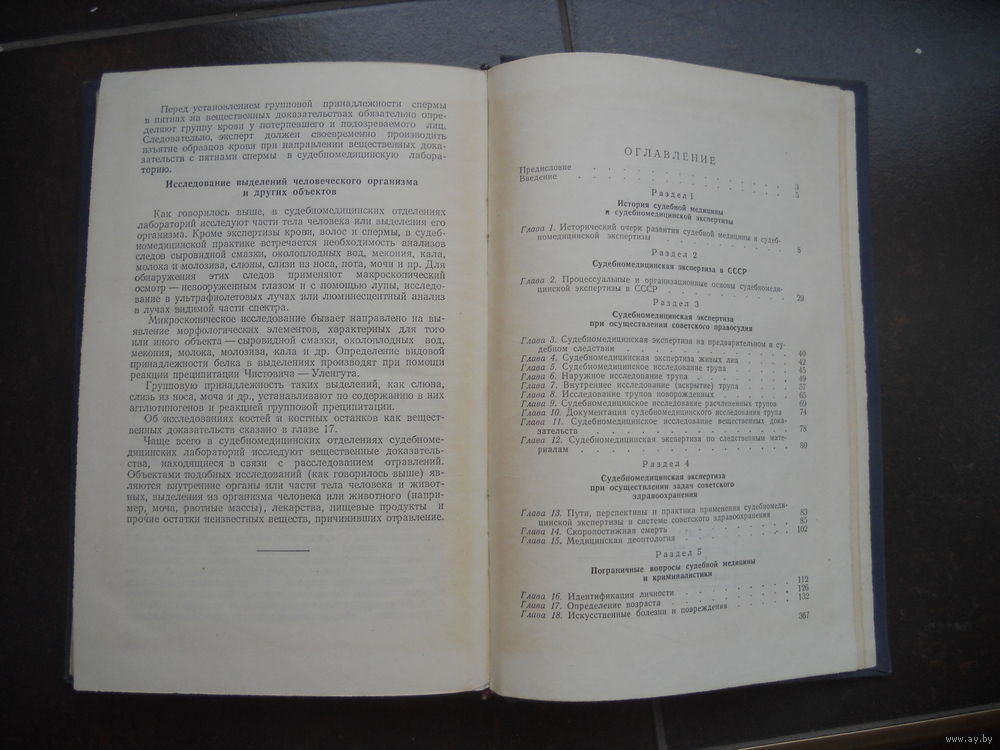 Перед установлением групповой принадлежности спермы
в пятнах на вещественных доказательствах обязательно опре-
деляют группу крови у потерпевшего и подозреваемого лиц.
Следовательно, эксперт должен своевременно производить
изъятие образцов крови при направлении вещественных дока-
зательств с пятнами спермы в судебномедицинскую лабора-
торию.
Исследование выделений человеческого организма
и других объектов
Как говорилось выше, в судебномедицинских отделениях
лабораторий исследуют части тела человека или выделения его
организма. Кроме экспертизы крови, волос и спермы, в судеб-
номедицинской практике встречается необходимость анализов
следов сыровидной смазки, околоплодных вод, мекония, кала,
молока и молозива, слюны, слизи из носа, пота, мочи и пр. Для
обнаружения этих следов применяют макроскопический
осмотр — невооруженным глазом и с помощью лупы, исследо-
вание в ультрафиолетовых лучах или люминесцентный анализ
в лучах видимой части спектра.
Микроскопическое исследование бывает направлено на вы-
явление морфологических элементов, характерных для того
или иного объекта — сыровидной смазки, околоплодных вод,
мекония, молока, молозива, кала и др. Определение видовой
принадлежности белка в выделениях производят при помощи
реакции преципитации Чистовича — Уленгута.
Групповую принадлежность таких выделений, как слюна,
слизь из носа, моча и др., устанавливают по содержанию в них
агглютиногенов и реакцией групповой преципитации.
Об исследованиях костей и костных останков как вещест-
венных доказательств сказано в главе 17.
Чаще всего в судебномедицинских отделениях судебноме-
дицинских лабораторий исследуют вещественные доказатель-
ства, находящиеся в связи с расследованием отравлений.
Объектами подобных исследований (как говорилось выше) яв-
ляются внутренние органы или части тела человека и живот-
ных, выделения из организма человека или животного (напри-
мер, моча, рвотные массы), лекарства, пищевые продукты и
прочие остатки неизвестных веществ, причинивших отравление.
ОГЛАВЛЕНИЕ
Предисловие . . . . . . . . . . 3
Введение . . . . . . . . . . 5
Раздел 1
История судебной медицины
и судебномедицинской экспертизы
Глава 1. Исторический очерк развития судебной медицины и судеб-
номедицинской экспертизы . . . . . . 8
Раздел 2
Судебномедицинская экспертиза в СССР
Глава 2. Процессуальные и организационные основы судебномеди-
цинской экспертизы в СССР . . . . . . 29
Раздел 3
Судебномедицинская экспертиза
при осуществлении советского правосудия
Глава 3. Судебномедицинская экспертиза на предварительном и су-
дебном следствии . . . . . . 40
Глава 4. Судебномедицинская экспертиза живых лиц . . . 42
Глава 5. Судебномедицинское исследование трупа . . . 45
Глава 6. Наружное исследование трупа . . . . 49
Глава 7. Внутреннее исследование (вскрытие) трупа . . . 57
Глава 8. Исследование трупов новорожденных . . . . 65
Глава 9. Судебномедицинское исследование расчлененных трупов 69
Глава 10. Документация судебномедицинского исследования трупа 74
Глава 11. Судебномедицинское исследование вещественных дока-
зательств . . . . . . 78
Глава 12. Судебномедицинская экспертиза по следственным мате-
риалам . . . . . . 80
Раздел 4
Судебномедицинская экспертиза
при осуществлении задач советского
здравоохранения
Глава 13. Пути, перспективы и практика применения судебномеди-
цинской экспертизы в системе советского здравоохранения 83
Глава 14. Скоропостижная смерть . . . . . 85
Глава 15. Медицинская деонтология . . . . . 102
Раздел 5
Пограничные вопросы судебной медицины
и криминалистики
Глава 16. Идентификация личности . . . . . 112
Глава 17. Определение возраста . . . . . 126
Глава 18. Искусственные болезни и повреждения . . . 132
367
www.ay.by